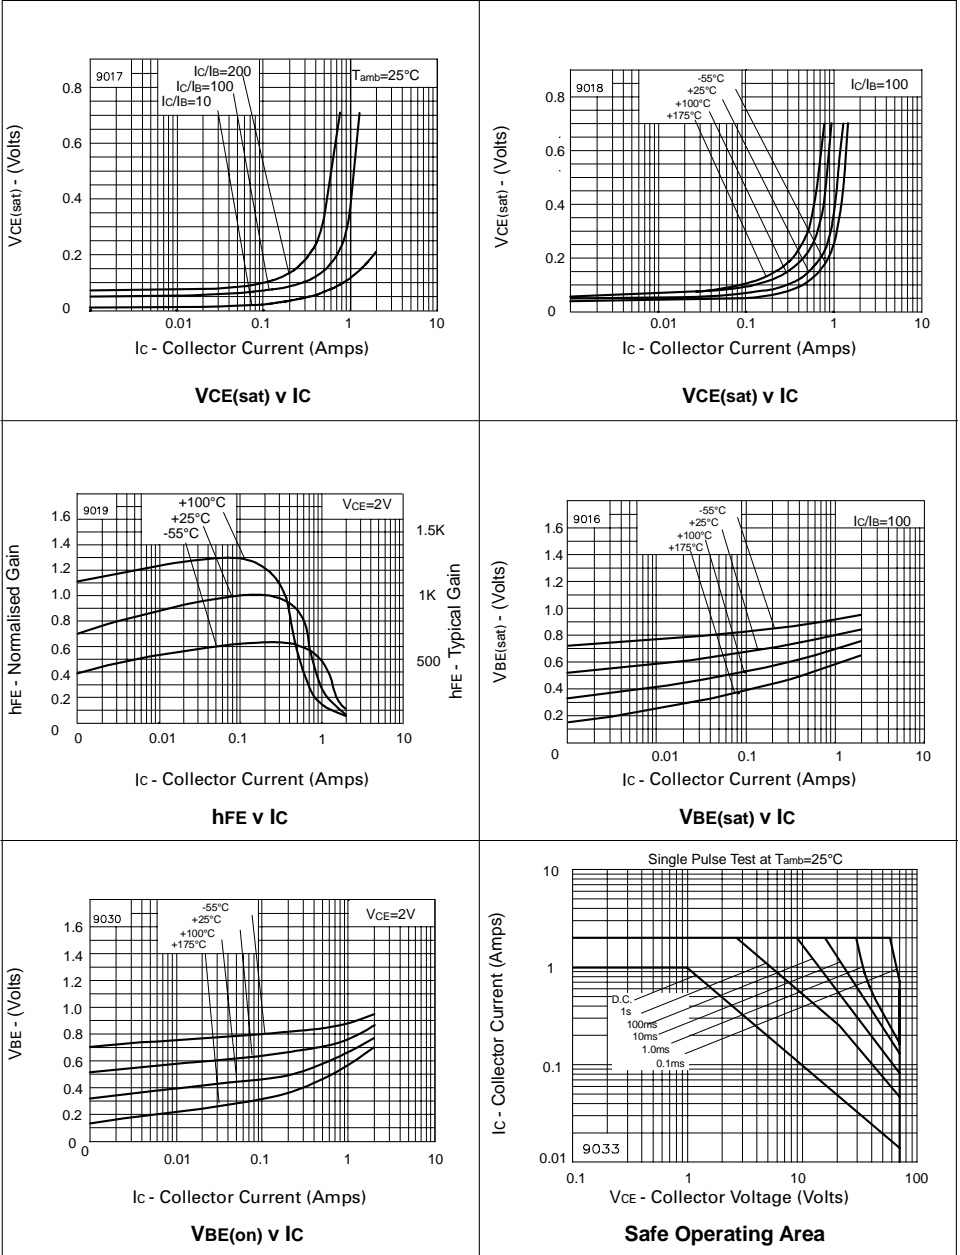 9017
IC/IB=200
IC/IB=100
IC/IB=10
Tamb=25°C
0.8
0.6
0.4
0.2
0
0.01
0.1
1
10
VCE(sat) - (Volts)
IC - Collector Current (Amps)
VCE(sat) v IC
9018
-55°C
+25°C
+100°C
+175°C
IC/IB=100
0.8
0.6
0.4
0.2
0
0.01
0.1
1
10
VCE(sat) - (Volts)
IC - Collector Current (Amps)
VCE(sat) v IC
9019
+100°C
+25°C
-55°C
VCE=2V
1.6
1.4
1.2
1.0
0.8
0.6
0.4
0.2
0
1.5K
1K
500
0
0.01
0.1
1
10
hFE - Normalised Gain
hFE - Typical Gain
IC - Collector Current (Amps)
hFE v IC
9016
-55°C
+25°C
+100°C
+175°C
IC/IB=100
1.6
1.4
1.2
1.0
0.8
0.6
0.4
0.2
0
0.01
0.1
1
10
VBE(sat) - (Volts)
IC - Collector Current (Amps)
VBE(sat) v IC
9030
-55°C
+25°C
+100°C
+175°C
VCE=2V
1.6
1.4
1.2
1.0
0.8
0.6
0.4
0.2
0
0
0.01
0.1
1
10
VBE - (Volts)
IC - Collector Current (Amps)
VBE(on) v IC
Single Pulse Test at Tamb=25°C
10
1
0.1
0.01
D.C.
1s
100ms
10ms
1.0ms
0.1ms
9033
0.1
1
10
100
IC - Collector Current (Amps)
VCE - Collector Voltage (Volts)
Safe Operating Area